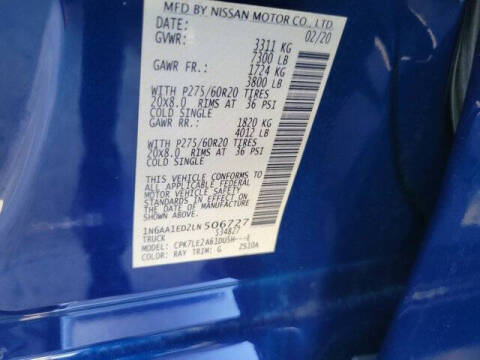 MFD BY NISSAN MOTOR CO., LTD.
DATE: 02/20
GVWR: 3311 KG
7300 LB
GAWR FR.: 1724 KG
3800 LB
WITH P275/60R20 TIRES
20X8.0 RIMS AT 36 PSI
COLD SINGLE
GAWR RR.: 1820 KG
4012 LB
WITH P275/60R20 TIRES
20X8.0 RIMS AT 36 PSI
COLD SINGLE
THIS VEHICLE CONFORMS TO
ALL APPLICABLE FEDERAL
MOTOR VEHICLE SAFETY
STANDARDS IN EFFECT ON
THE DATE OF MANUFACTURE
SHOWN ABOVE.
1N6AA1ED2LN506727
TRUCK 534827
MODEL: CPK7LE2A61DUSH
COLOR: RAY TRIM: G 2510A